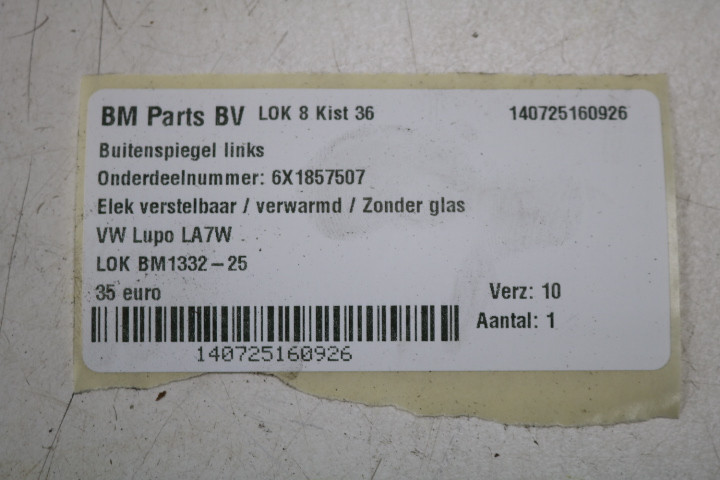 BM Parts BV LOK 8 Kist 36 140725160926
Buitenspiegel links
Onderdeelnummer: 6X1857507
Elek verstelbaar / verwarmd / Zonder glas
VW Lupo LA7W
LOK BM1332-25
35 euro Verz: 10
Aantal: 1
140725160926